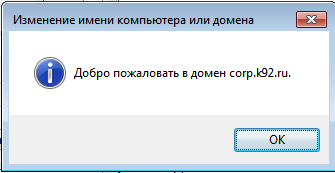 Изменение имени компьютера или домена
Добро пожаловать в домен corp.k92.ru.
OK